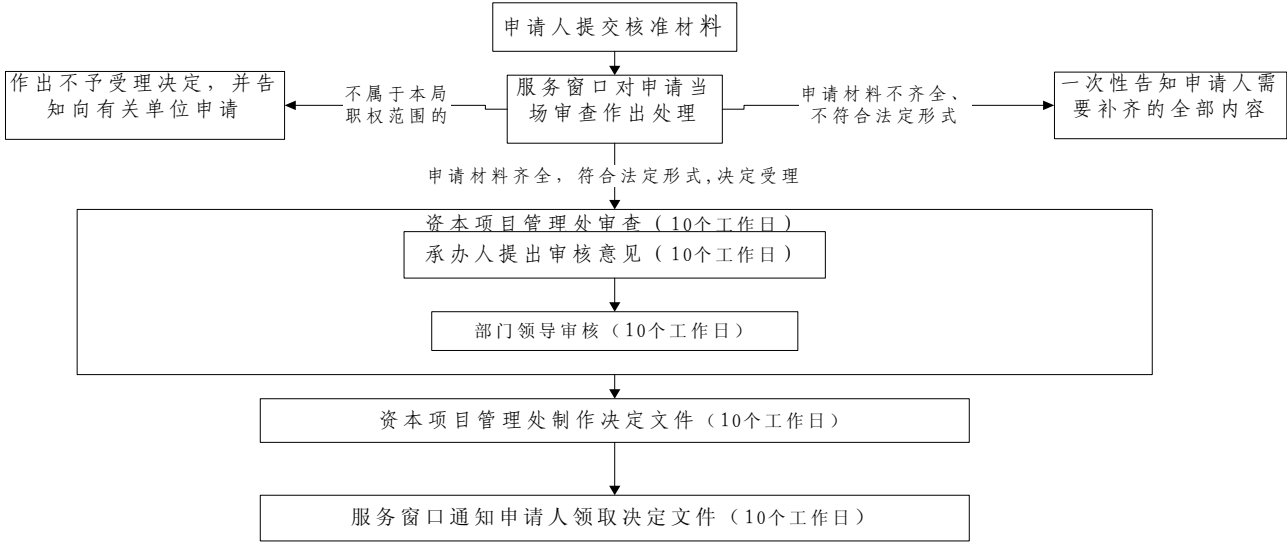 申请人提交核准材料
作出不予受理决定，并告
知向有关单位申请
不属于本局
职权范围的
服务窗口对申请当
场审查作出处理
申请材料不齐全、
不符合法定形式
一次性告知申请人需
要补齐的全部内容
申请材料齐全，符合法定形式,决定受理
资本项目管理处审查（10个工作日）
承办人提出审核意见（10个工作日）
部门领导审核（10个工作日）
资本项目管理处制作决定文件（10个工作日）
服务窗口通知申请人领取决定文件（10个工作日）